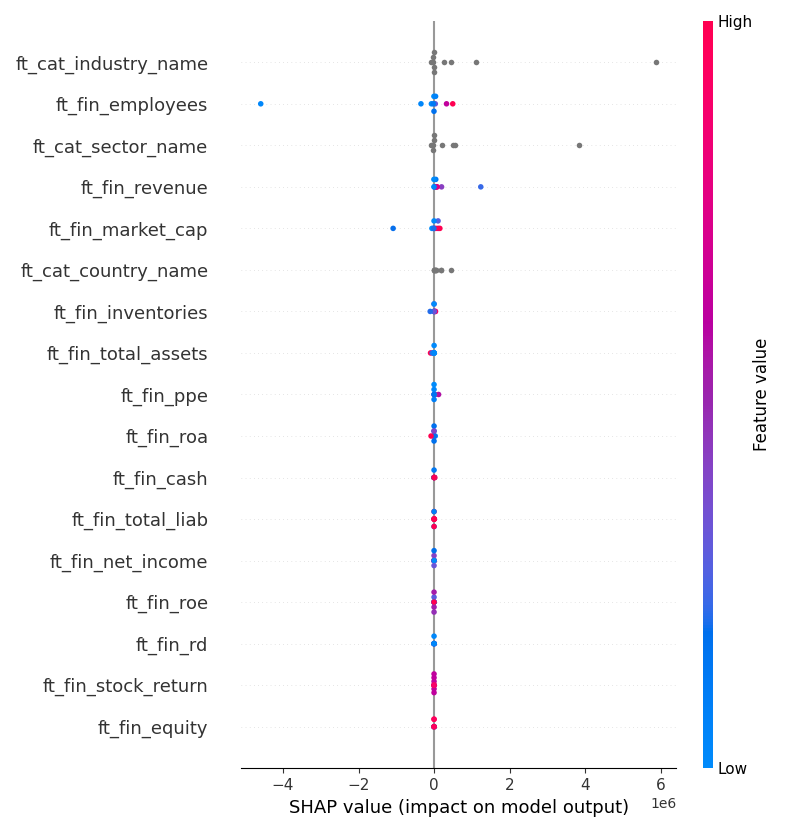 High
ft_cat_industry_name
ft_fin_employees
ft_cat_sector_name
ft_fin_revenue
ft_fin_market_cap
ft_cat_country_name
ft_fin_inventories
ft_fin_total_assets
ft_fin_ppe
ft_fin_roa
ft_fin_cash
ft_fin_total_liab
ft_fin_net_income
ft_fin_roe
ft_fin_rd
ft_fin_stock_return
ft_fin_equity
Feature value
Low
−4 −2 0 2 4 6
1e6
SHAP value (impact on model output)